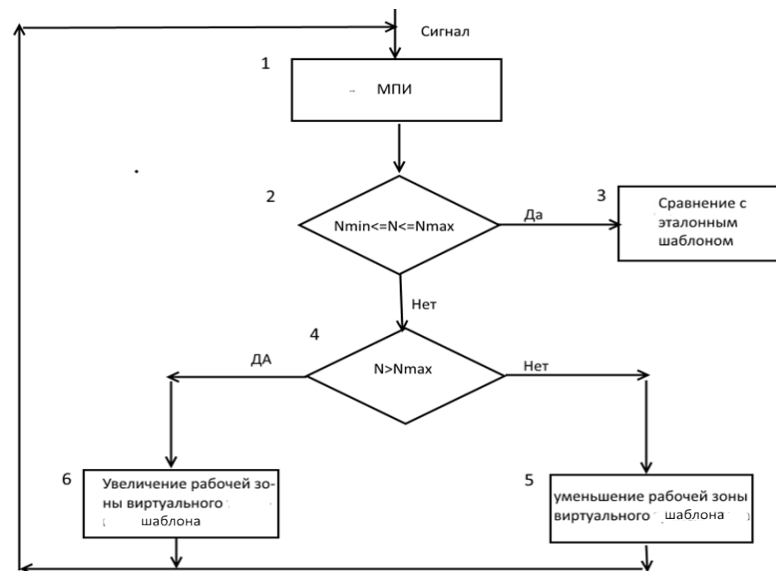 Сигнал
1
МПИ
2
Nmin<=N<=Nmax
Да
3
Сравнение с
эталонным
шаблоном
Нет
4
N>Nmax
ДА
Нет
6
Увеличение рабочей зо-
ны виртуального
шаблона
5
уменьшение рабочей зоны
виртуального шаблона